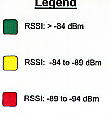 Legend
RSSI: > -84 dBm
RSSI: -84 to -89 dBm
RSSI: -89 to -94 dBm